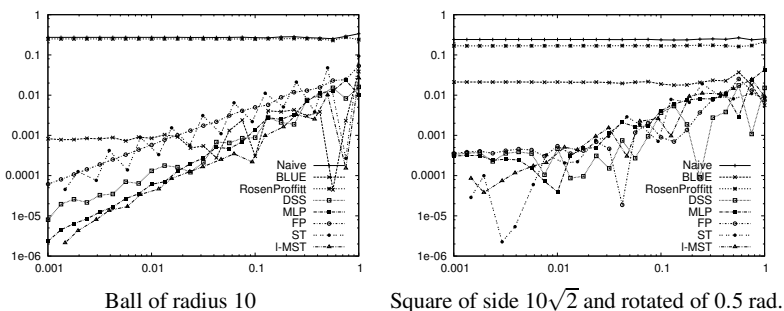 1
0.1
0.01
0.001
0.0001
1e-05
1e-06
0.001 0.01 0.1 1
Naive
BLUE
RosenProffitt
DSS
MLP
FP
ST
l-MST
Ball of radius 10
1
0.1
0.01
0.001
0.0001
1e-05
1e-06
0.001 0.01 0.1 1
Naive
BLUE
RosenProffitt
DSS
MLP
FP
ST
l-MST
Square of side 10√2 and rotated of 0.5 rad.